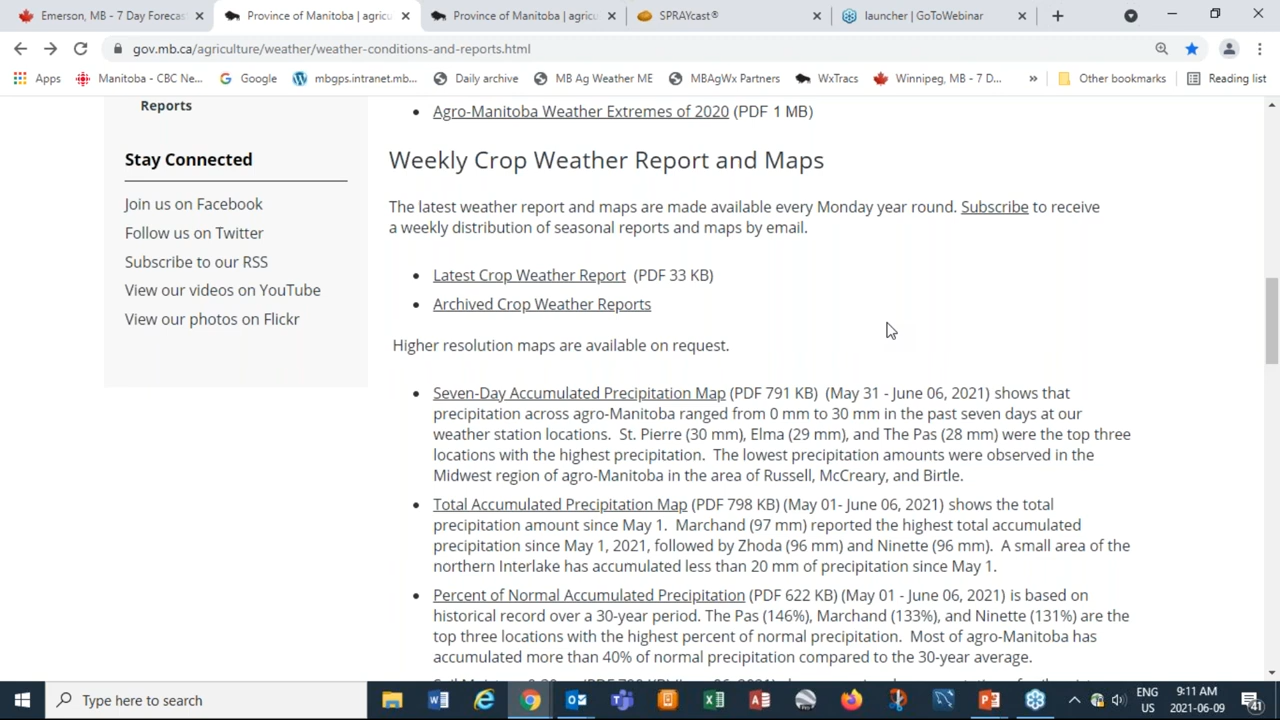 Emerson, MB - 7 Day Forecas
Province of Manitoba | agricu
Province of Manitoba | agricu
SPRAYcast®
launcher | GoToWebinar
gov.mb.ca/agriculture/weather/weather-conditions-and-reports.html
Apps
Manitoba - CBC Ne...
Google
mbgps.intranet.mb...
Daily archive
MB Ag Weather ME
MBAgWx Partners
WxTracs
Winnipeg, MB - 7 D...
»
Other bookmarks
Reading list
Reports
Stay Connected
Join us on Facebook
Follow us on Twitter
Subscribe to our RSS
View our videos on YouTube
View our photos on Flickr
• Agro-Manitoba Weather Extremes of 2020 (PDF 1 MB)
Weekly Crop Weather Report and Maps
The latest weather report and maps are made available every Monday year round. Subscribe to receive
a weekly distribution of seasonal reports and maps by email.
• Latest Crop Weather Report (PDF 33 KB)
• Archived Crop Weather Reports
Higher resolution maps are available on request.
• Seven-Day Accumulated Precipitation Map (PDF 791 KB) (May 31 - June 06, 2021) shows that
precipitation across agro-Manitoba ranged from 0 mm to 30 mm in the past seven days at our
weather station locations. St. Pierre (30 mm), Elma (29 mm), and The Pas (28 mm) were the top three
locations with the highest precipitation. The lowest precipitation amounts were observed in the
Midwest region of agro-Manitoba in the area of Russell, McCreary, and Birtle.
• Total Accumulated Precipitation Map (PDF 798 KB) (May 01- June 06, 2021) shows the total
precipitation amount since May 1. Marchand (97 mm) reported the highest total accumulated
precipitation since May 1, 2021, followed by Zhoda (96 mm) and Ninette (96 mm). A small area of the
northern Interlake has accumulated less than 20 mm of precipitation since May 1.
• Percent of Normal Accumulated Precipitation (PDF 622 KB) (May 01 - June 06, 2021) is based on
historical record over a 30-year period. The Pas (146%), Marchand (133%), and Ninette (131%) are the
top three locations with the highest percent of normal precipitation. Most of agro-Manitoba has
accumulated more than 40% of normal precipitation compared to the 30-year average.
Type here to search
ENG
US
9:11 AM
2021-06-09
41